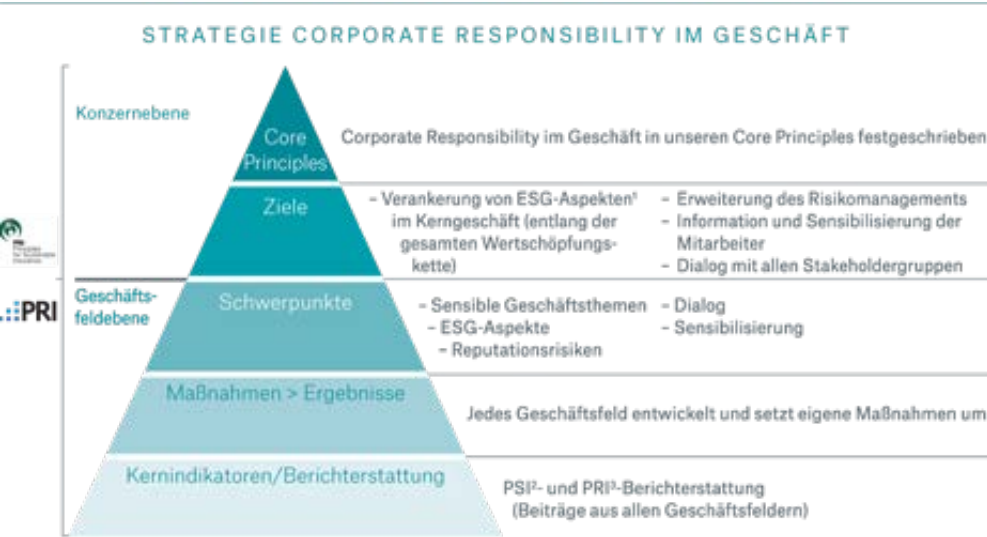 STRATEGIE CORPORATE RESPONSIBILITY IM GESCHÄFT
Konzernebene
Core
Principles
Corporate Responsibility im Geschäft in unseren Core Principles festgeschrieben
Ziele
– Verankerung von ESG-Aspekten¹
im Kerngeschäft (entlang der
gesamten Wertschöpfungs-
kette)
– Erweiterung des Risikomanagements
– Information und Sensibilisierung der
Mitarbeiter
– Dialog mit allen Stakeholdergruppen
PRI
Geschäfts-
feldebene
Schwerpunkte
– Sensible Geschäftsthemen
– ESG-Aspekte
– Reputationsrisiken
– Dialog
– Sensibilisierung
Maßnahmen > Ergebnisse
Jedes Geschäftsfeld entwickelt und setzt eigene Maßnahmen um
Kernindikatoren/Berichterstattung
PSI²- und PRI³-Berichterstattung
(Beiträge aus allen Geschäftsfeldern)